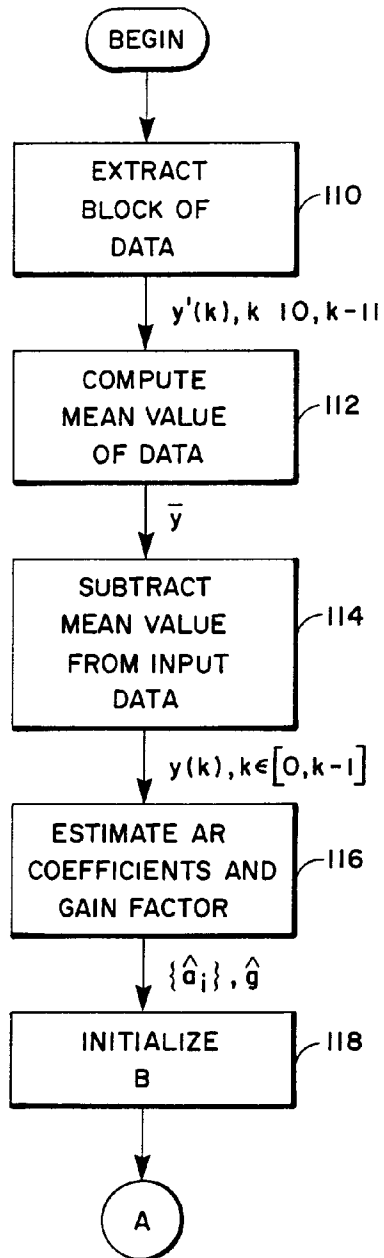 BEGIN
EXTRACT
BLOCK OF
DATA
110
y'(k), k 10, k-11
COMPUTE
MEAN VALUE
OF DATA
112
y̅
SUBTRACT
MEAN VALUE
FROM INPUT
DATA
114
y(k), k∈[0, k-1]
ESTIMATE AR
COEFFICIENTS AND
GAIN FACTOR
116
{âi}, ĝ
INITIALIZE
B
118
A